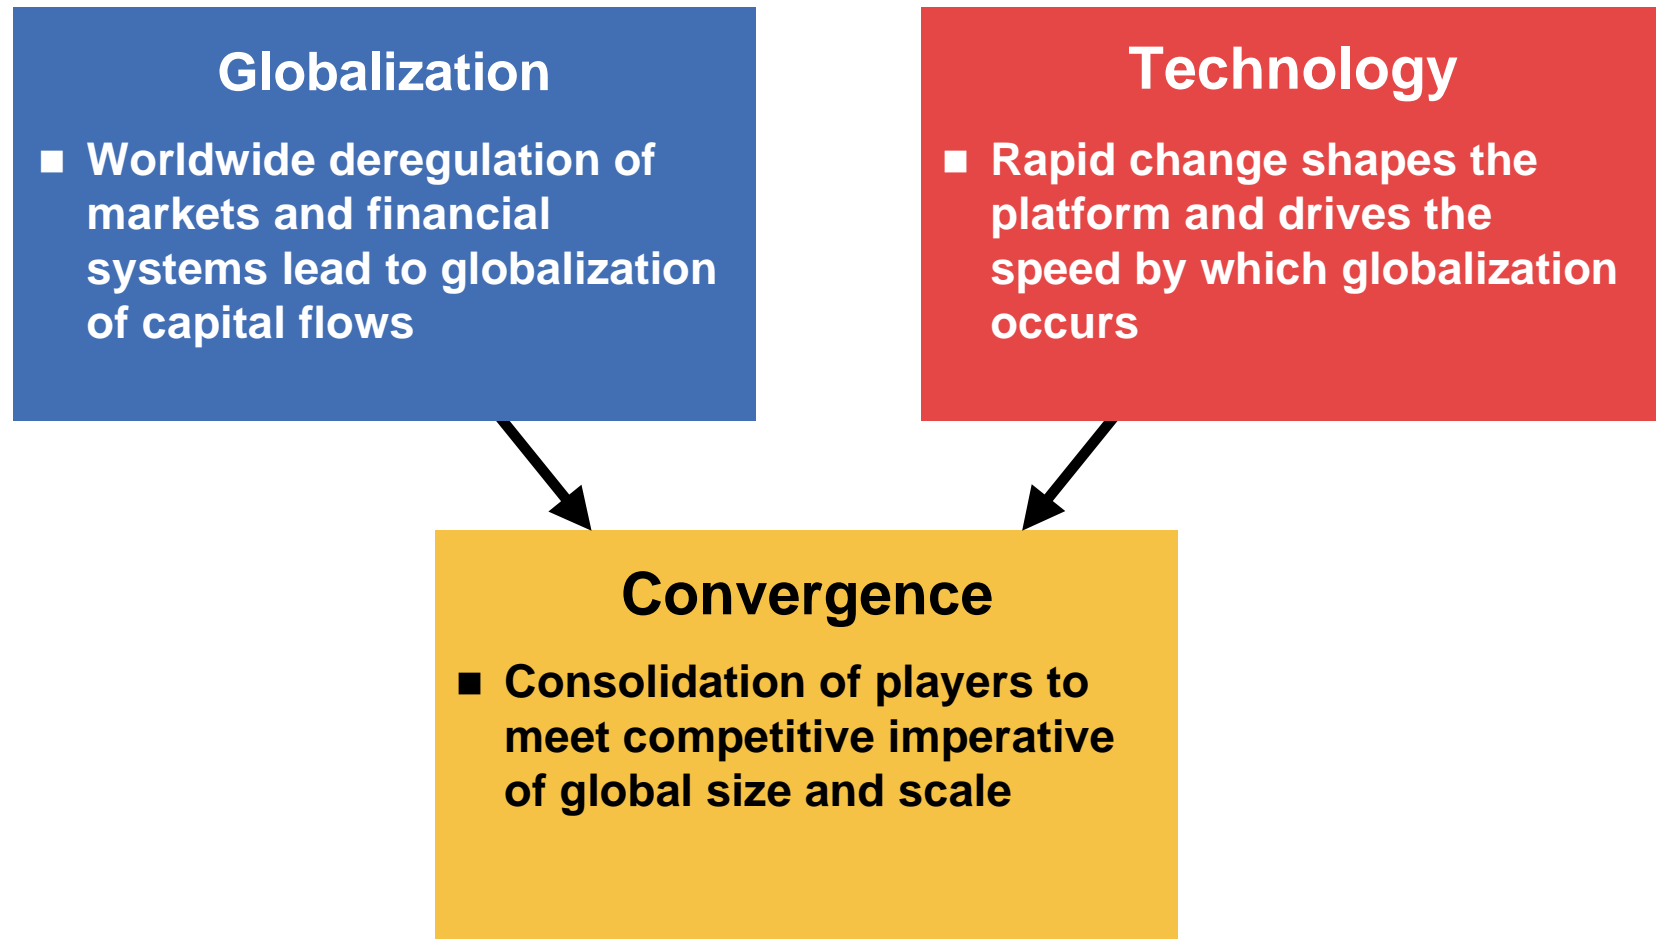 Globalization
■ Worldwide deregulation of
markets and financial
systems lead to globalization
of capital flows
Technology
■ Rapid change shapes the
platform and drives the
speed by which globalization
occurs
Convergence
■ Consolidation of players to
meet competitive imperative
of global size and scale